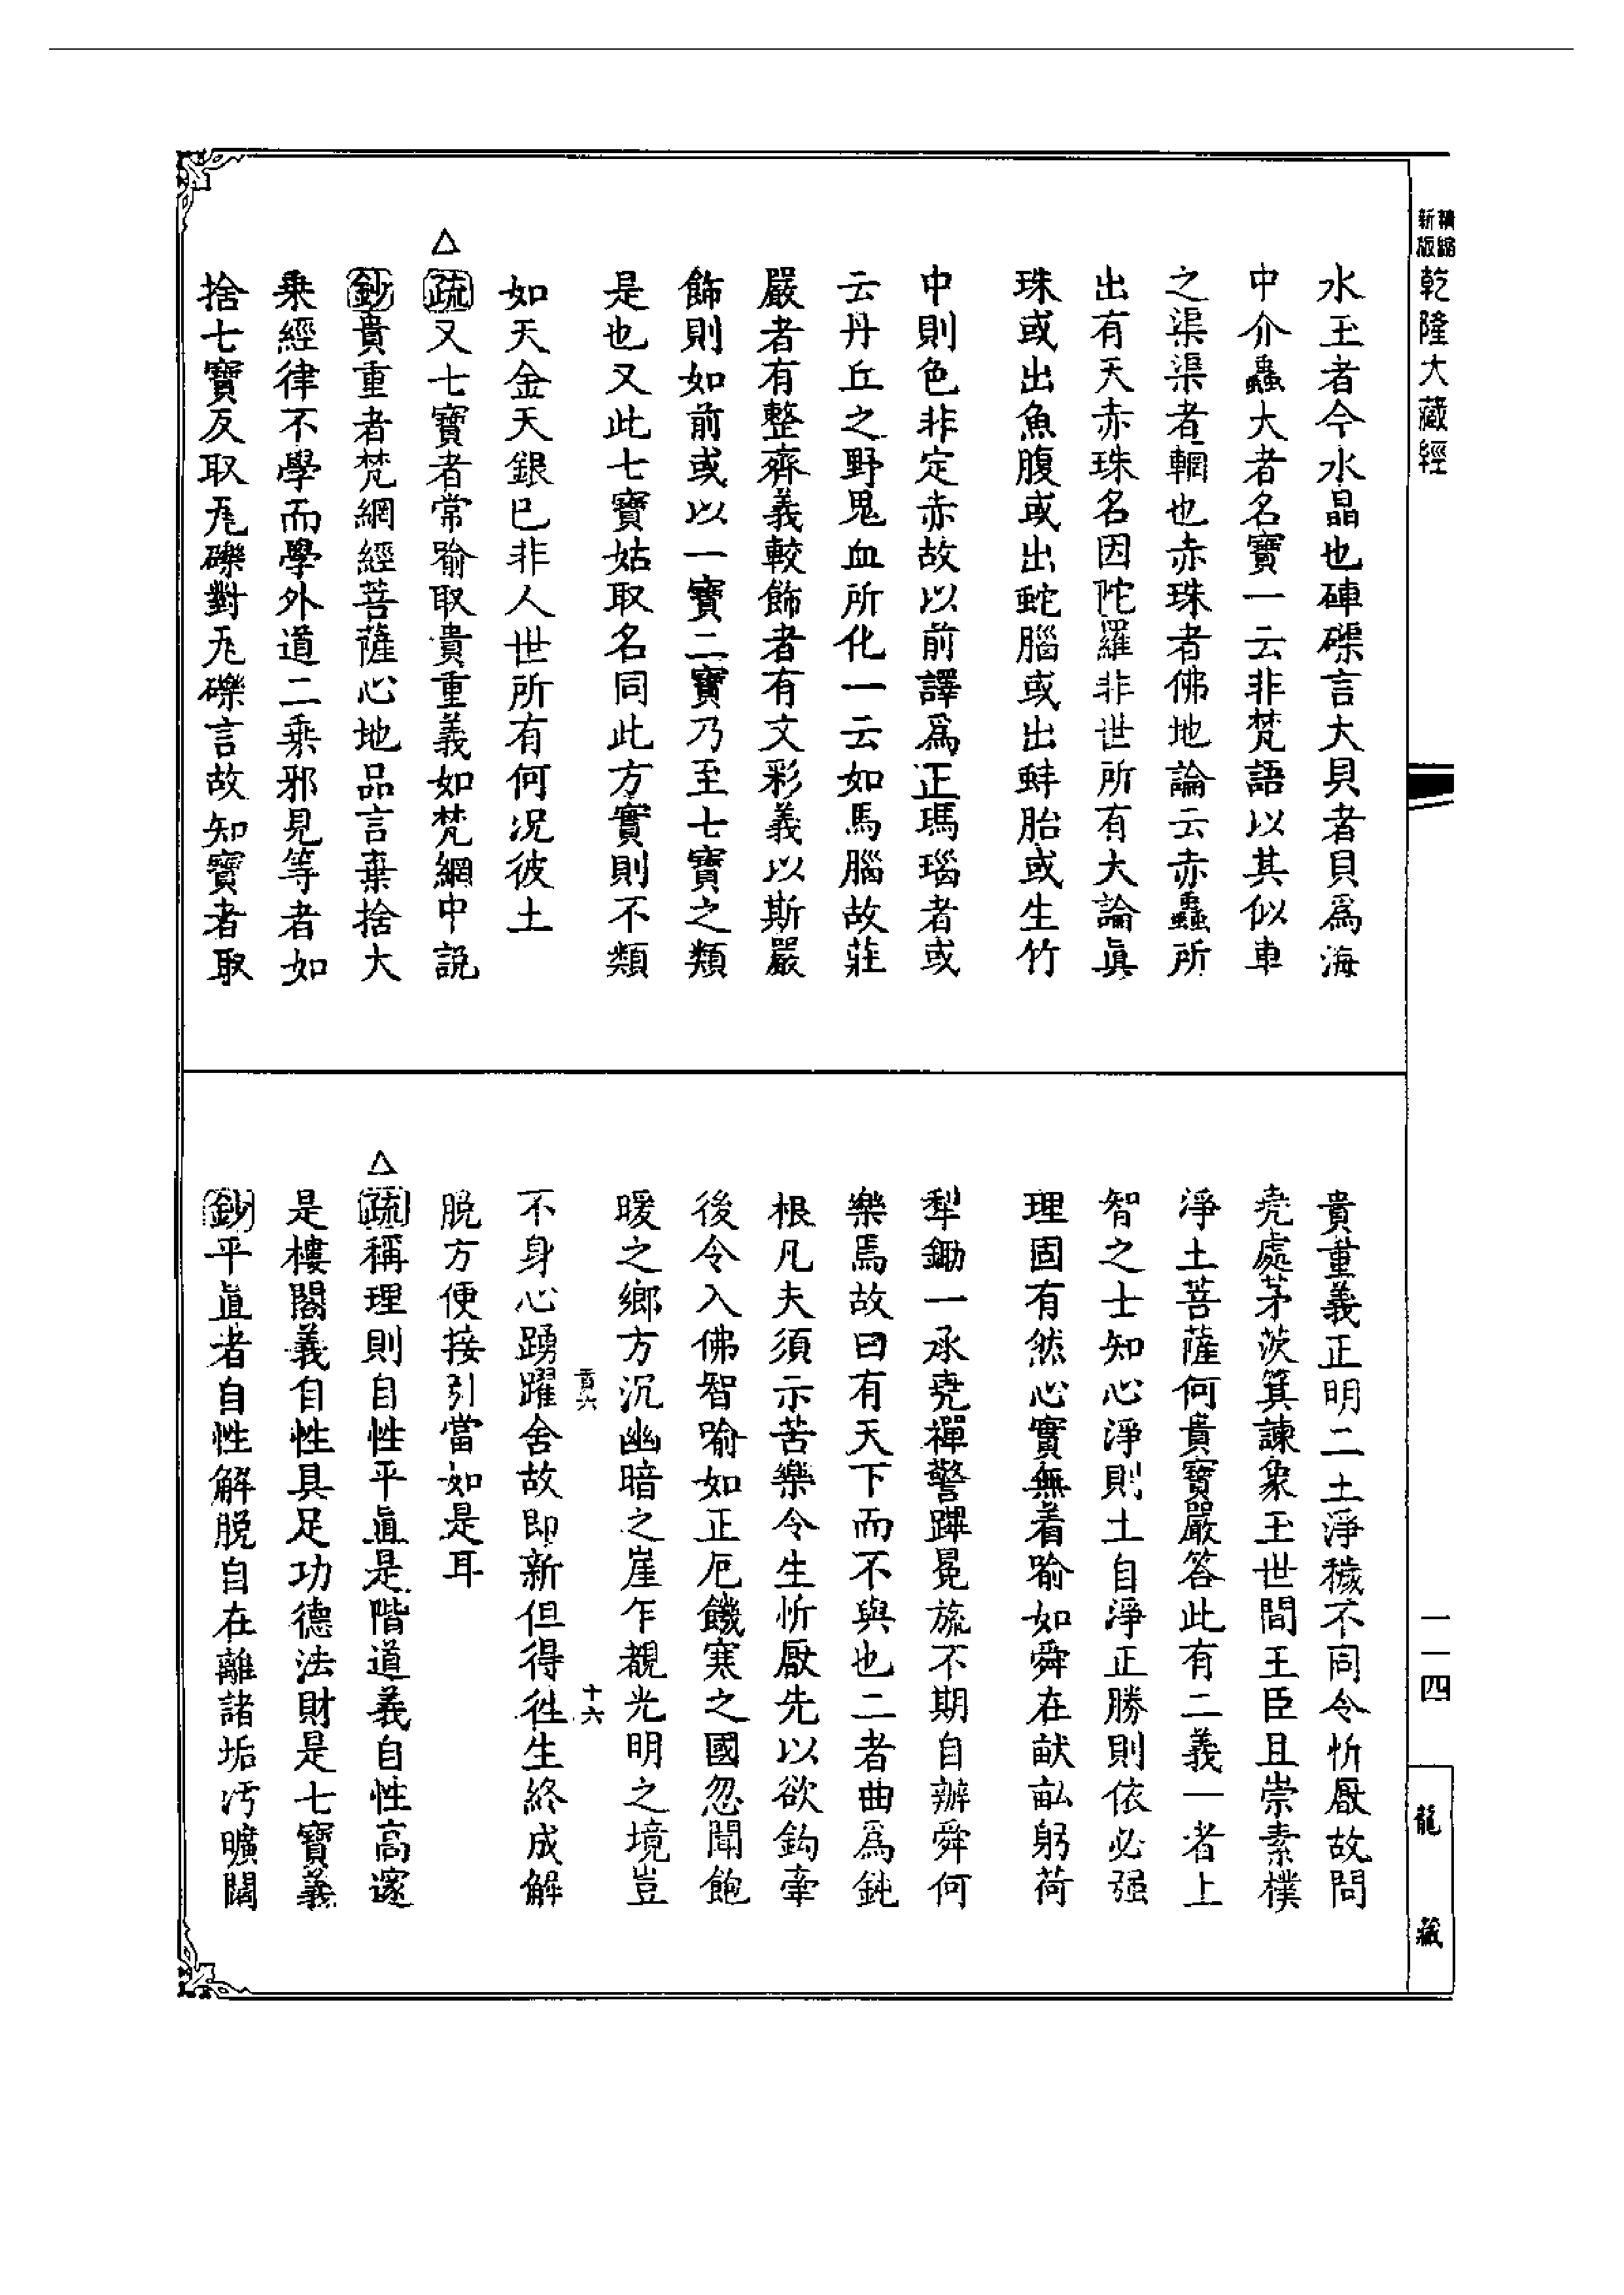 精縮
新版
乾隆大藏經
水玉者今水晶也硨磲言大貝者貝為海
中介蟲大者名寶一云非梵語以其似車
之渠渠者輞也赤珠者佛地論云赤蟲所
出有天赤珠名因陀羅非世所有大論眞
珠或出魚腹或出蛇腦或出蚌胎或生竹
中則色非定赤故以前譯爲正瑪瑙者或
云丹丘之野鬼血所化一云如馬腦故莊
嚴者有整齊義較飾者有文彩義以斯嚴
飾則如前或以一寶二寶乃至七寶之類
是也又此七寶姑取名同此方實則不類
如天金天銀已非人世所有何况彼土
△
疏又七寶者常喻取貴重義如梵網中説
鈔貴重者梵網經菩薩心地品言棄捨大
乗經律不學而學外道二乗邪見等者如
捨七寶反取瓦礫對瓦礫言故知寶者取
貴重義正明二土淨穢不同令忻厭故問
堯處茅茨箕諫象玉世間王臣且崇素樸
淨土菩薩何貴寶嚴答此有二義一者上
智之士知心淨則土自淨正勝則依必强
理固有然心實無着喻如舜在畎畝躬荷
犁鋤一承堯禪警蹕冕旒不期自辦舜何
樂焉故曰有天下而不與也二者曲爲鈍
根凡夫須示苦樂令生忻厭先以欲鈎牽
後令入佛智喻如正厄饑寒之國忽聞飽
暖之鄉方沉幽暗之崖乍覩光明之境豈
貢六
十六
不身心踴躍舍故即新但得徃生終成解
脱方便接引當如是耳
△
疏稱理則自性平眞是階道義自性高邃
是樓閣義自性具足功德法財是七寶義
鈔平眞者自性解脱自在離諸垢汚曠闊
一一四
龍藏